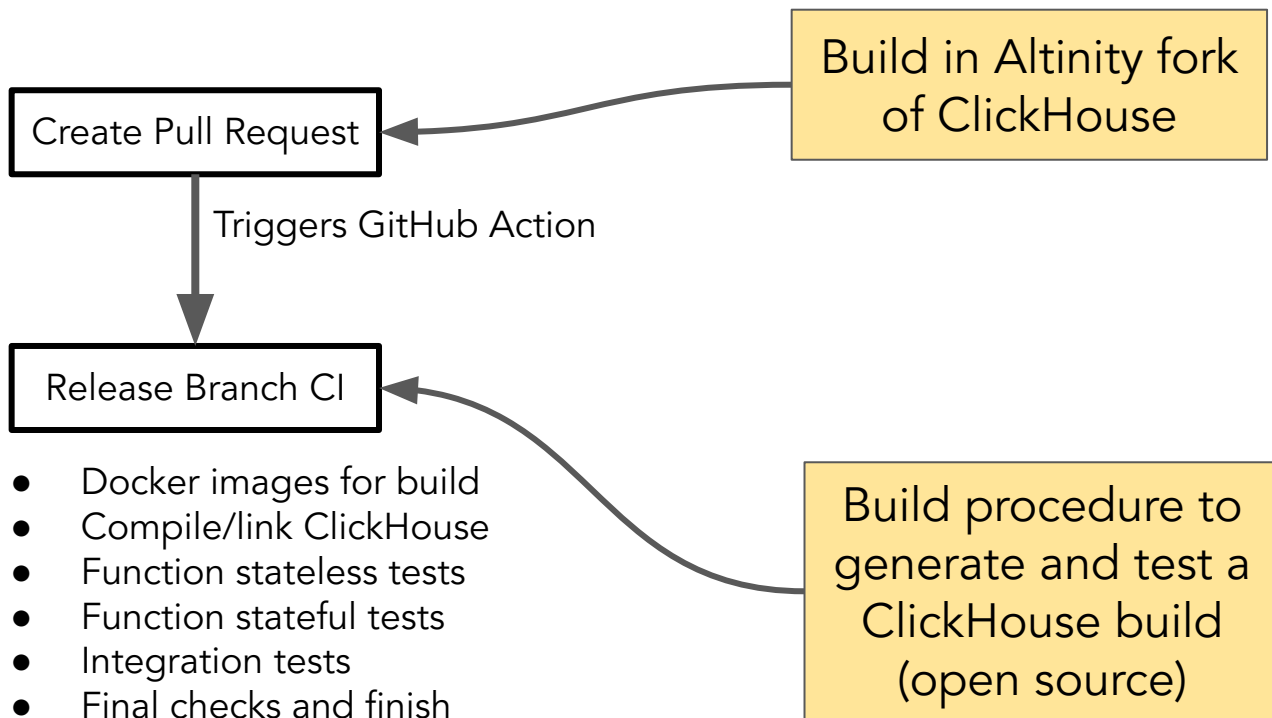 Build in Altinity fork
of ClickHouse
Create Pull Request
Triggers GitHub Action
Release Branch CI
● Docker images for build
● Compile/link ClickHouse
● Function stateless tests
● Function stateful tests
● Integration tests
● Final checks and finish
Build procedure to
generate and test a
ClickHouse build
(open source)